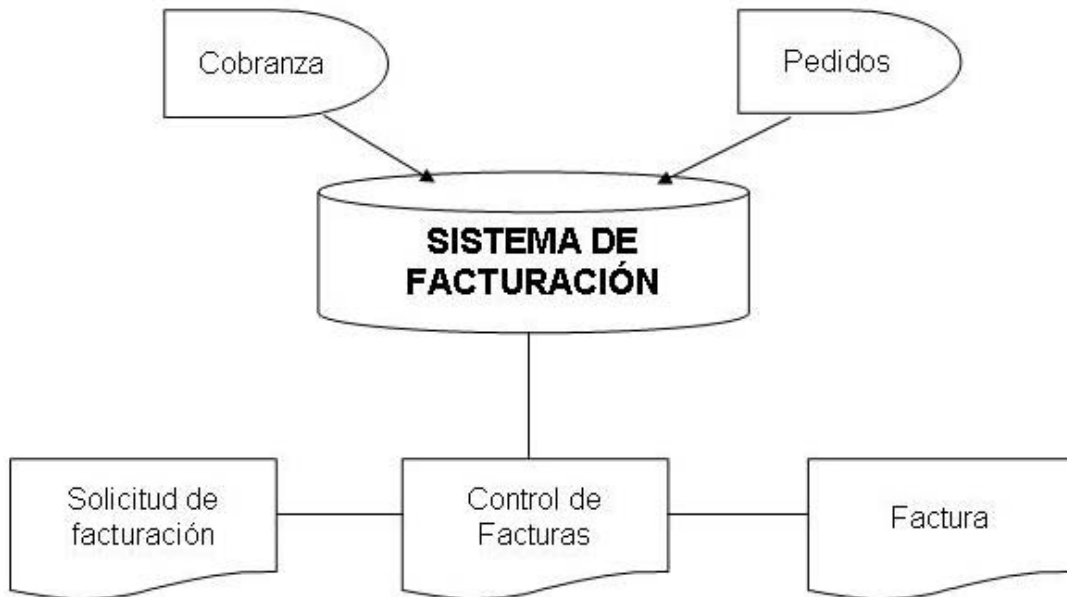 Cobranza
Pedidos
SISTEMA DE
FACTURACIÓN
Solicitud de
facturación
Control de
Facturas
Factura